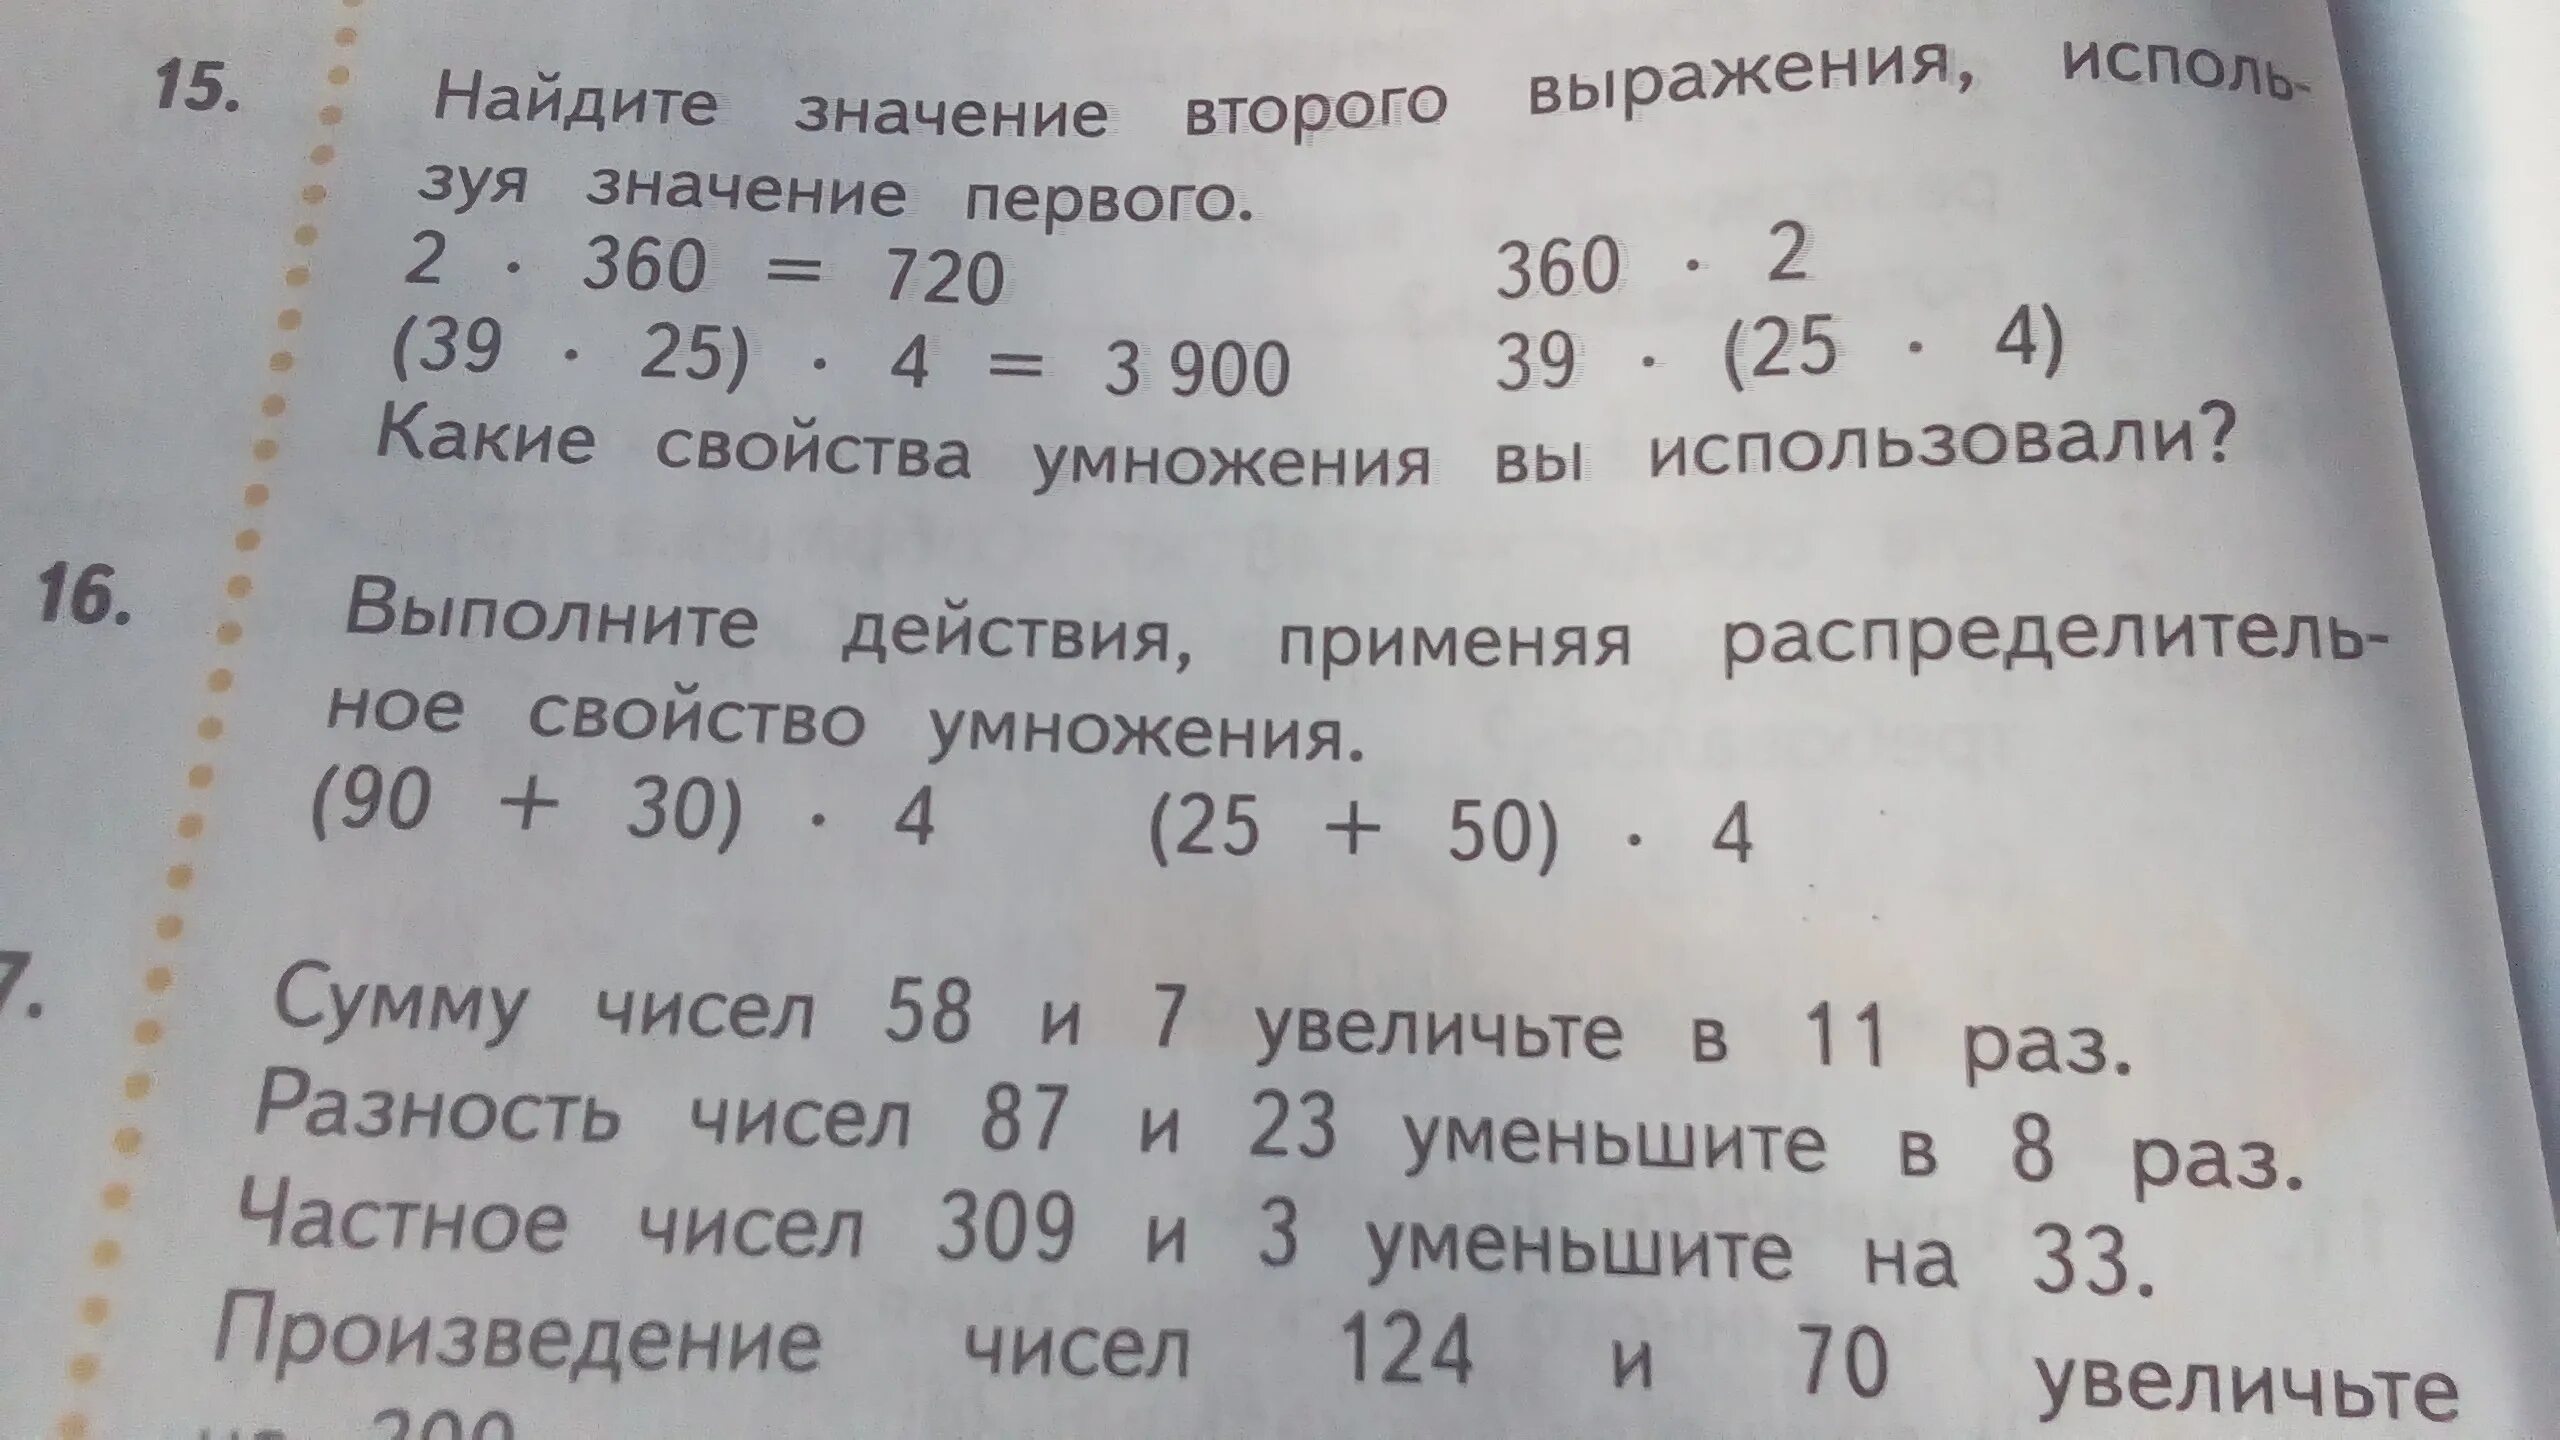 15. Найдите значение второго выражения, исполь-
зуя значение первого.
2 · 360 = 720 360 · 2
(39 · 25) · 4 = 3 900 39 · (25 · 4)
Какие свойства умножения вы использовали?
16. Выполните действия, применяя распределитель-
ное свойство умножения.
(90 + 30) · 4 (25 + 50) · 4
7. Сумму чисел 58 и 7 увеличьте в 11 раз.
Разность чисел 87 и 23 уменьшите в 8 раз.
Частное чисел 309 и 3 уменьшите на 33.
Произведение чисел 124 и 70 увеличьте
200